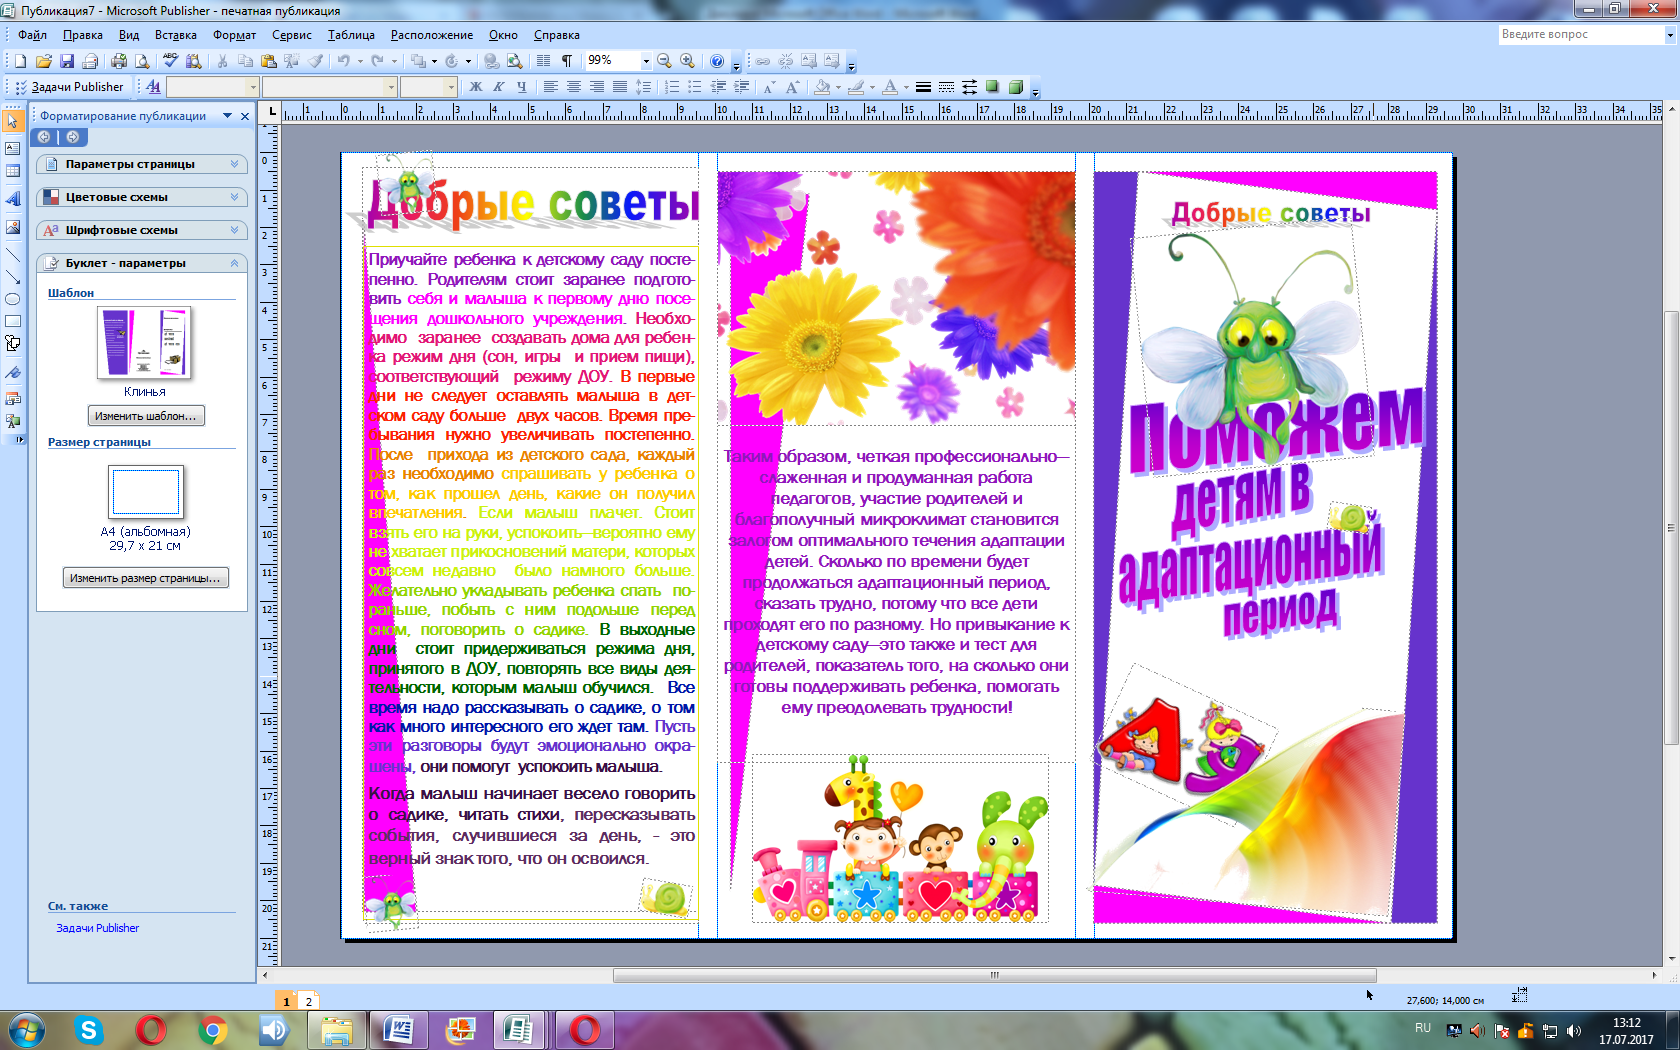 Публикация7 - Microsoft Publisher - печатная публикация
Файл Правка Вид Вставка Формат Сервис Таблица Расположение Окно Справка
Введите вопрос
99%
Задачи Publisher
Ж К Ч
Форматирование публикации
Параметры страницы
Цветовые схемы
Шрифтовые схемы
Буклет - параметры
Шаблон
Клинья
Изменить шаблон...
Размер страницы
A4 (альбомная)
29,7 x 21 см
Изменить размер страницы...
См. также
Задачи Publisher
Добрые советы
Приучайте ребенка к детскому саду посте-
пенно. Родителям стоит заранее подгото-
вить себя и малыша к первому дню посе-
щения дошкольного учреждения. Необхо-
димо заранее создавать дома для ребен-
ка режим дня (сон, игры и прием пищи),
соответствующий режиму ДОУ. В первые
дни не следует оставлять малыша в дет-
ском саду больше двух часов. Время пре-
бывания нужно увеличивать постепенно.
После прихода из детского сада, каждый
раз необходимо спрашивать у ребенка о
том, как прошел день, какие он получил
впечатления. Если малыш плачет. Стоит
взять его на руки, успокоить—вероятно ему
не хватает прикосновений матери, которых
совсем недавно было намного больше.
Желательно укладывать ребенка спать по-
раньше, побыть с ним подольше перед
сном, поговорить о садике. В выходные
дни стоит придерживаться режима дня,
принятого в ДОУ, повторять все виды дея-
тельности, которым малыш обучился. Все
время надо рассказывать о садике, о том
как много интересного его ждет там. Пусть
эти разговоры будут эмоционально окра-
шены, они помогут успокоить малыша.
Когда малыш начинает весело говорить
о садике, читать стихи, пересказывать
события, случившиеся за день, - это
верный знак того, что он освоился.
Таким образом, четкая профессионально—
слаженная и продуманная работа
педагогов, участие родителей и
благополучный микроклимат становится
залогом оптимального течения адаптации
детей. Сколько по времени будет
продолжаться адаптационный период,
сказать трудно, потому что все дети
проходят его по разному. Но привыкание к
детскому саду—это также и тест для
родителей, показатель того, на сколько они
готовы поддерживать ребенка, помогать
ему преодолевать трудности!
Добрые советы
Поможем
детям в
адаптационный
период
1 2
27,600; 14,000 см
RU
13:12
17.07.2017